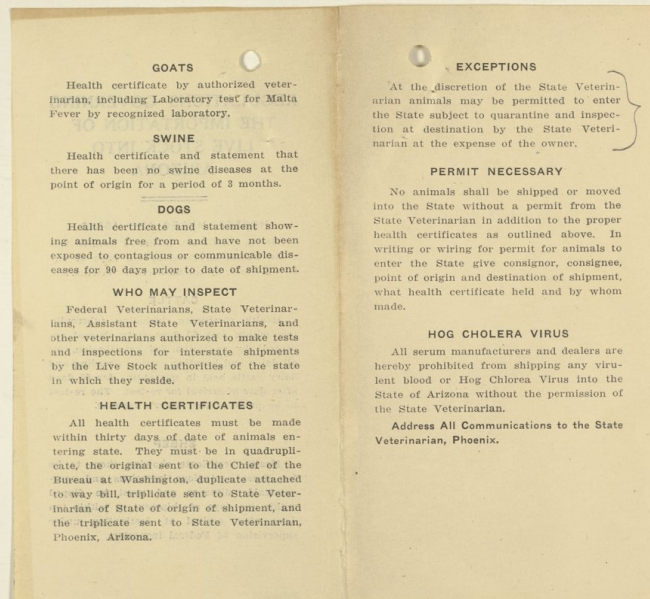 GOATS
Health certificate by authorized veter-
inarian, including Laboratory test for Malta
Fever by recognized laboratory.
SWINE
Health certificate and statement that
there has been no swine diseases at the
point of origin for a period of 3 months.
DOGS
Health certificate and statement show-
ing animals free from and have not been
exposed to contagious or communicable dis-
eases for 90 days prior to date of shipment.
WHO MAY INSPECT
Federal Veterinarians, State Veterinar-
ians, Assistant State Veterinarians, and
other veterinarians authorized to make tests
and inspections for interstate shipments
by the Live Stock authorities of the state
in which they reside.
HEALTH CERTIFICATES
All health certificates must be made
within thirty days of date of animals en-
tering state. They must be in quadrupli-
cate, the original sent to the Chief of the
Bureau at Washington, duplicate attached
to way bill, triplicate sent to State Veter-
inarian of State of origin of shipment, and
the triplicate sent to State Veterinarian,
Phoenix, Arizona.
EXCEPTIONS
At the discretion of the State Veterin-
arian animals may be permitted to enter
the State subject to quarantine and inspec-
tion at destination by the State Veteri-
narian at the expense of the owner.
PERMIT NECESSARY
No animals shall be shipped or moved
into the State without a permit from the
State Veterinarian in addition to the proper
health certificates as outlined above. In
writing or wiring for permit for animals to
enter the State give consignor, consignee,
point of origin and destination of shipment,
what health certificate held and by whom
made.
HOG CHOLERA VIRUS
All serum manufacturers and dealers are
hereby prohibited from shipping any viru-
lent blood or Hog Chlorea Virus into the
State of Arizona without the permission of
the State Veterinarian.
Address All Communications to the State
Veterinarian, Phoenix.